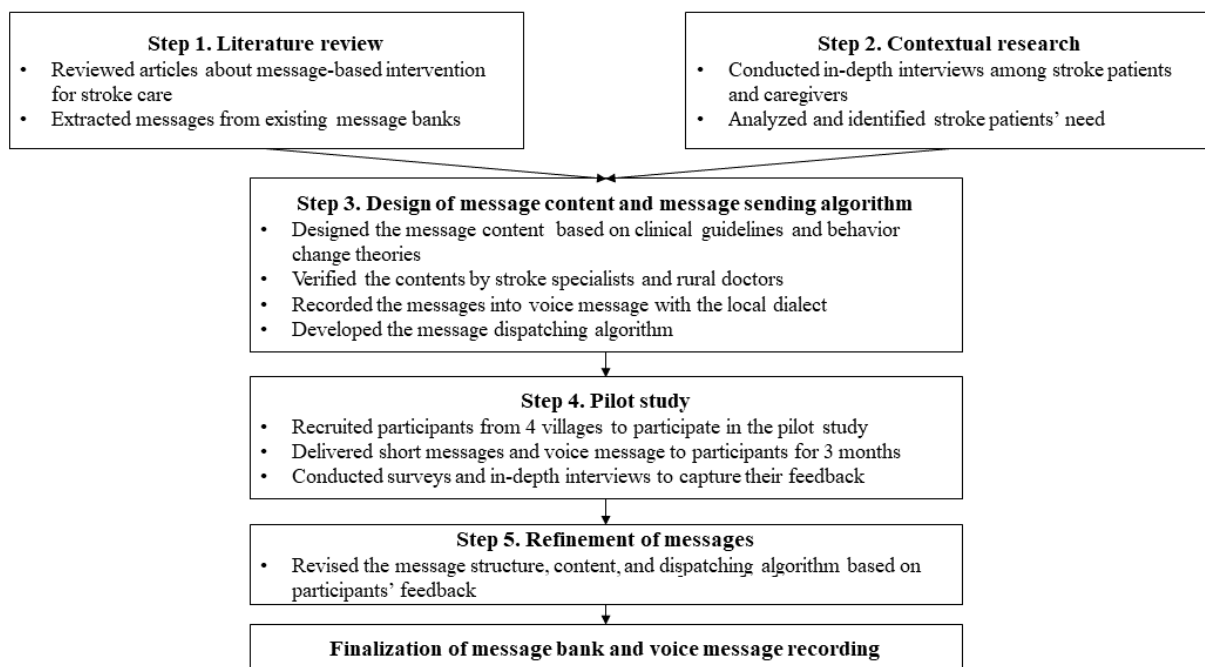 Step 1. Literature review
• Reviewed articles about message-based intervention
for stroke care
• Extracted messages from existing message banks
Step 2. Contextual research
• Conducted in-depth interviews among stroke patients
and caregivers
• Analyzed and identified stroke patients’ need
Step 3. Design of message content and message sending algorithm
• Designed the message content based on clinical guidelines and behavior
change theories
• Verified the contents by stroke specialists and rural doctors
• Recorded the messages into voice message with the local dialect
• Developed the message dispatching algorithm
Step 4. Pilot study
• Recruited participants from 4 villages to participate in the pilot study
• Delivered short messages and voice message to participants for 3 months
• Conducted surveys and in-depth interviews to capture their feedback
Step 5. Refinement of messages
• Revised the message structure, content, and dispatching algorithm based on
participants’ feedback
Finalization of message bank and voice message recording